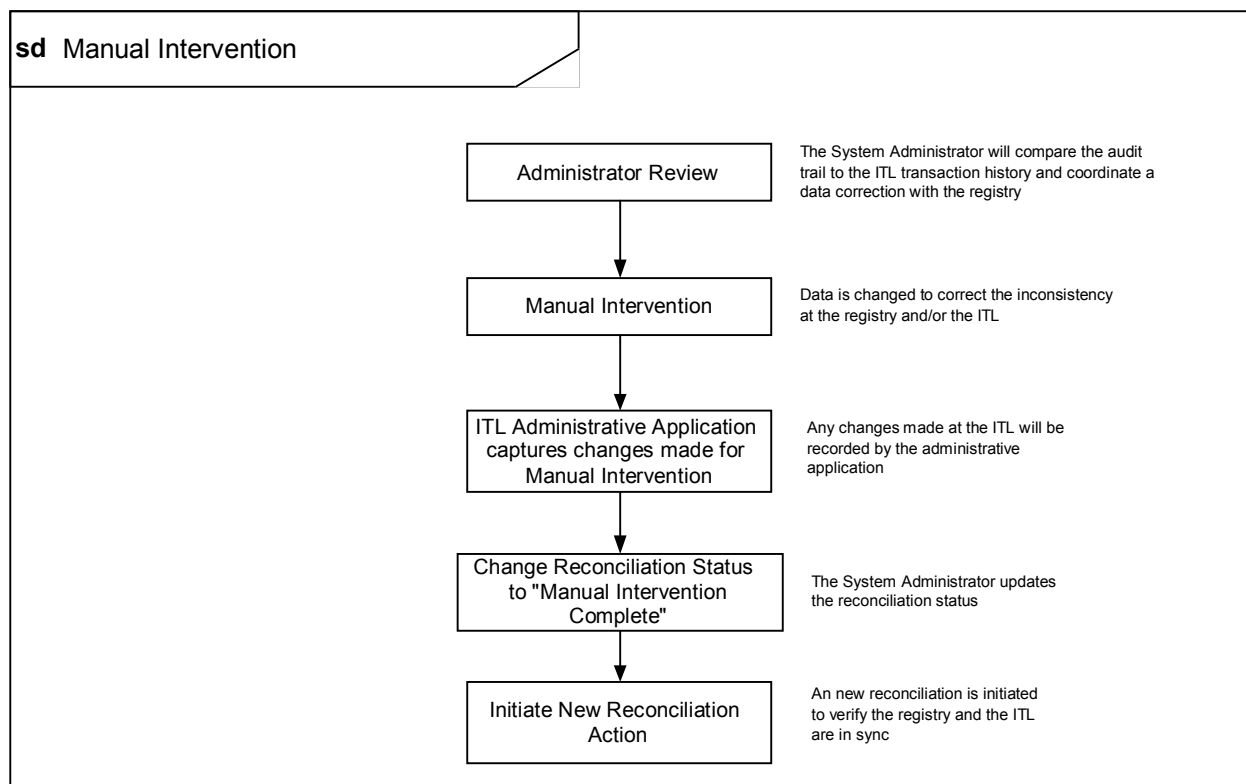 sd Manual Intervention
Administrator Review
The System Administrator will compare the audit
trail to the ITL transaction history and coordinate a
data correction with the registry
Manual Intervention
Data is changed to correct the inconsistency
at the registry and/or the ITL
ITL Administrative Application
captures changes made for
Manual Intervention
Any changes made at the ITL will be
recorded by the administrative
application
Change Reconciliation Status
to "Manual Intervention
Complete"
The System Administrator updates
the reconciliation status
Initiate New Reconciliation
Action
An new reconciliation is initiated
to verify the registry and the ITL
are in sync